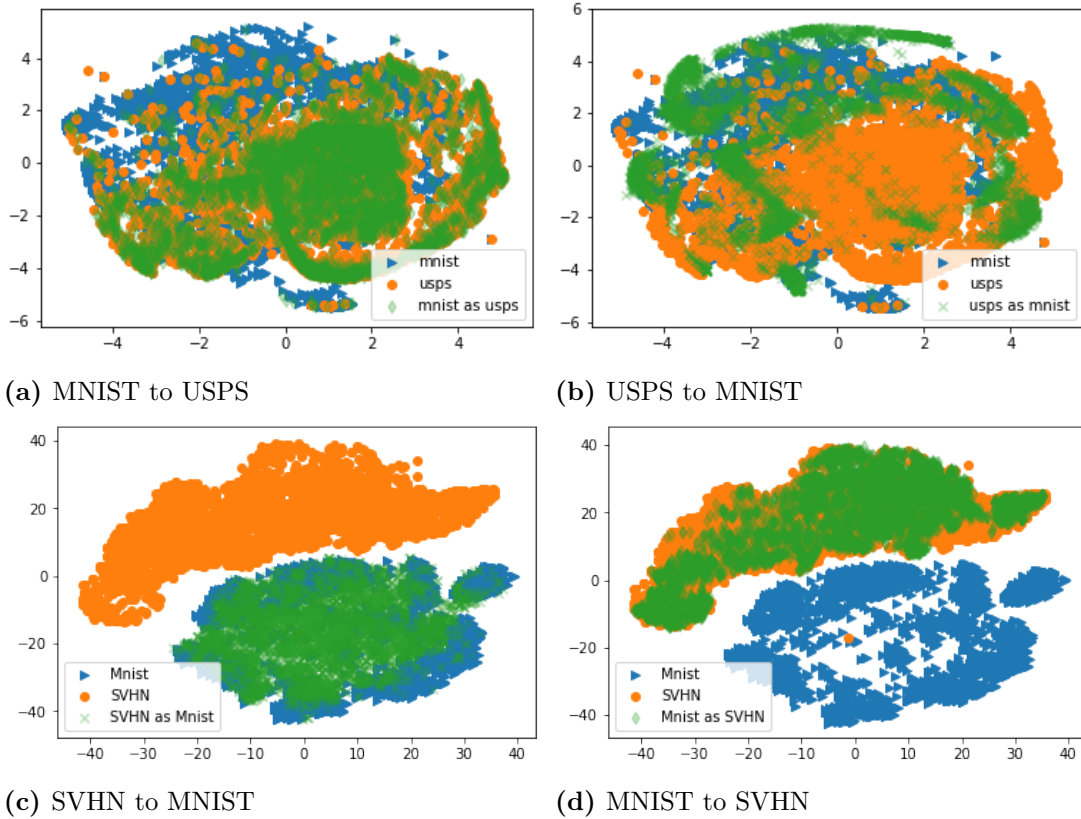 4
2
0
−2
−4
−6
−4 −2 0 2 4
mnist
usps
mnist as usps
(a) MNIST to USPS
6
4
2
0
−2
−4
−6
−4 −2 0 2 4
mnist
usps
usps as mnist
(b) USPS to MNIST
40
20
0
−20
−40
−40 −30 −20 −10 0 10 20 30 40
Mnist
SVHN
SVHN as Mnist
(c) SVHN to MNIST
40
20
0
−20
−40
−40 −30 −20 −10 0 10 20 30 40
Mnist
SVHN
Mnist as SVHN
(d) MNIST to SVHN